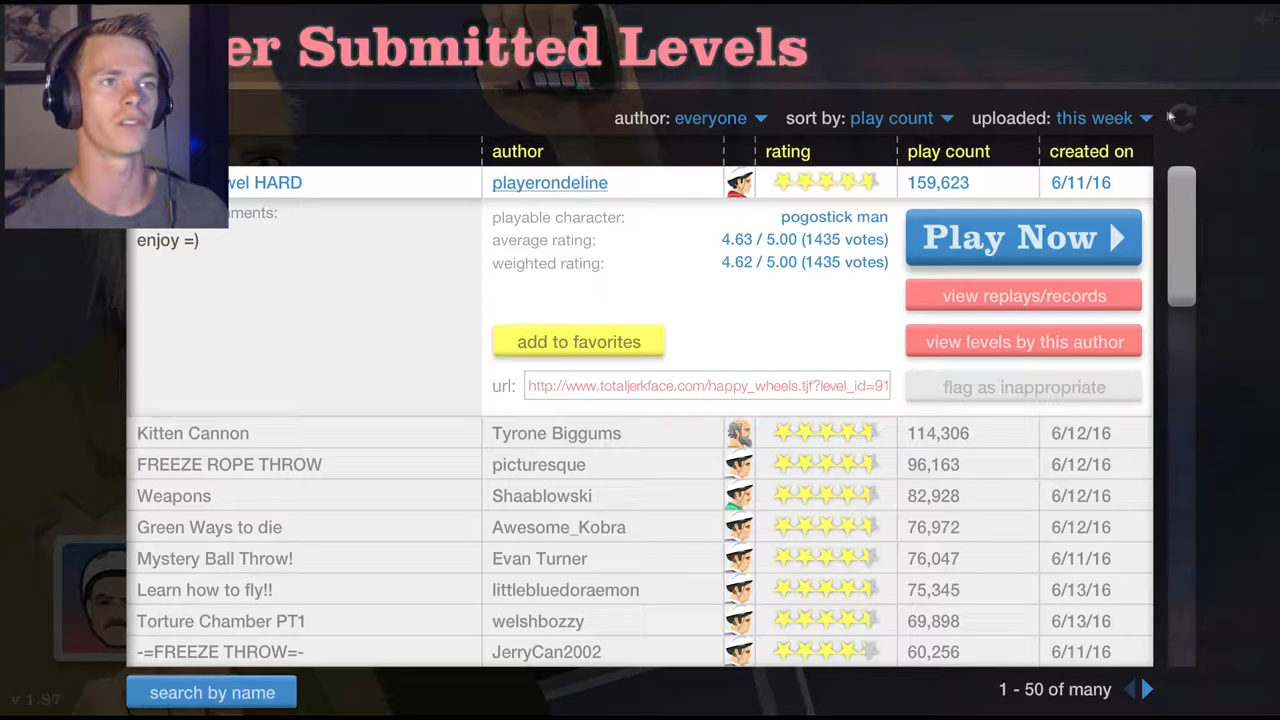 er Submitted Levels
author: everyone sort by: play count uploaded: this week
author rating play count created on
vel HARD playerondeline 159,623 6/11/16
ments:
enjoy =)
playable character: pogostick man
average rating: 4.63 / 5.00 (1435 votes)
weighted rating: 4.62 / 5.00 (1435 votes)
Play Now
view replays/records
add to favorites
view levels by this author
url: http://www.totaljerkface.com/happy_wheels.tjf?level_id=91
flag as inappropriate
Kitten Cannon Tyrone Biggums 114,306 6/12/16
FREEZE ROPE THROW picturesque 96,163 6/12/16
Weapons Shaablowski 82,928 6/12/16
Green Ways to die Awesome_Kobra 76,972 6/12/16
Mystery Ball Throw! Evan Turner 76,047 6/11/16
Learn how to fly!! littlebluedoraemon 75,345 6/13/16
Torture Chamber PT1 welshbozzy 69,898 6/13/16
-=FREEZE THROW=- JerryCan2002 60,256 6/11/16
search by name
1 - 50 of many
v 1.87